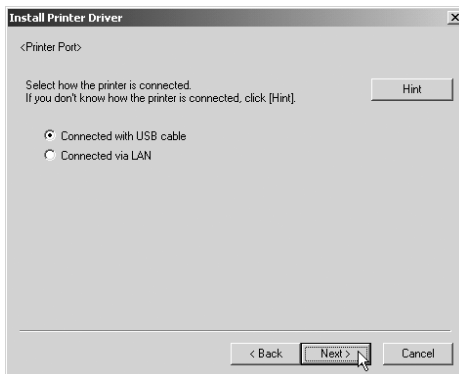 Install Printer Driver
<Printer Port>
Select how the printer is connected.
If you don't know how the printer is connected, click [Hint].
Hint
Connected with USB cable
Connected via LAN
< Back
Next >
Cancel